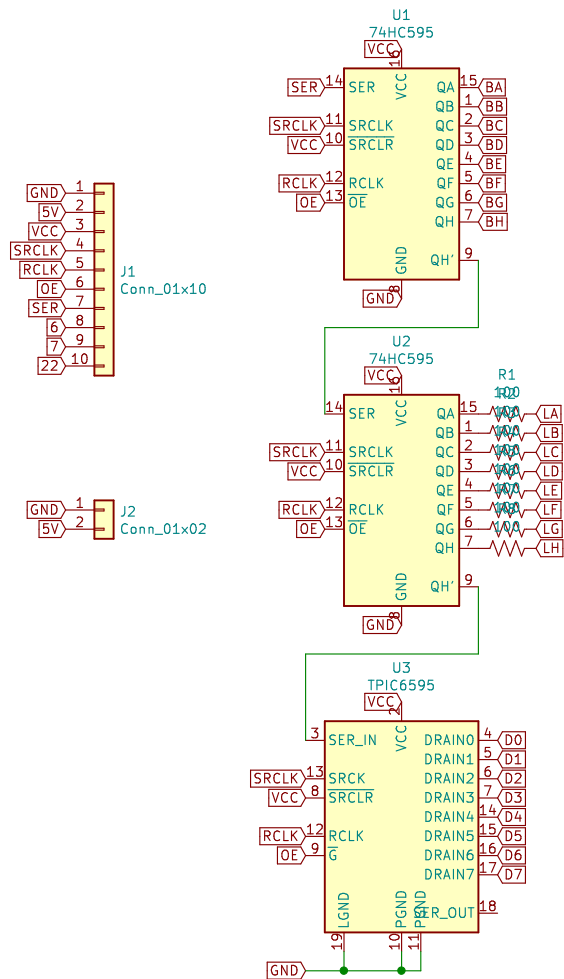 U1
74HC595
VCC
16
VCC
SER 14 SER QA 15 BA
QB 1 BB
SRCLK 11 SRCLK QC 2 BC
VCC 10 SRCLR QD 3 BD
QE 4 BE
RCLK 12 RCLK QF 5 BF
OE 13 OE QG 6 BG
QH 7 BH
GND
QH' 9
GND 8
GND 1
5V 2
VCC 3
SRCLK 4
RCLK 5
OE 6
SER 7
6 8
7 9
22 10
J1
Conn_01x10
U2
74HC595
VCC
16
VCC
R1
100
14 SER QA 15 LA
QB 1 LB
SRCLK 11 SRCLK QC 2 LC
VCC 10 SRCLR QD 3 LD
QE 4 LE
RCLK 12 RCLK QF 5 LF
OE 13 OE QG 6 LG
100
QH 7 LH
GND
QH' 9
GND 8
GND 1
5V 2
J2
Conn_01x02
U3
TPIC6595
VCC
2
VCC
3 SER_IN DRAIN0 4 D0
DRAIN1 5 D1
SRCLK 13 SRCK DRAIN2 6 D2
VCC 8 SRCLR DRAIN3 7 D3
DRAIN4 14 D4
RCLK 12 RCLK DRAIN5 15 D5
OE 9 G DRAIN6 16 D6
DRAIN7 17 D7
LGND PGND PGND SER_OUT 18
19 10 11
GND